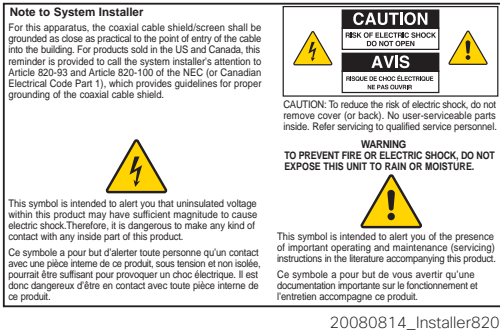 Note to System Installer
For this apparatus, the coaxial cable shield/screen shall be
grounded as close as practical to the point of entry of the cable
into the building. For products sold in the US and Canada, this
reminder is provided to call the system installer's attention to
Article 820-93 and Article 820-100 of the NEC (or Canadian
Electrical Code Part 1), which provides guidelines for proper
grounding of the coaxial cable shield.
This symbol is intended to alert you that uninsulated voltage
within this product may have sufficient magnitude to cause
electric shock.Therefore, it is dangerous to make any kind of
contact with any inside part of this product.
Ce symbole a pour but d'alerter toute personne qu'un contact
avec une pièce interne de ce produit, sous tension et non isolée,
pourrait être suffisant pour provoquer un choc électrique. Il est
donc dangereux d'être en contact avec toute pièce interne de
ce produit.
CAUTION
RISK OF ELECTRIC SHOCK
DO NOT OPEN
AVIS
RISQUE DE CHOC ÉLECTRIQUE
NE PAS OUVRIR
CAUTION: To reduce the risk of electric shock, do not
remove cover (or back). No user-serviceable parts
inside. Refer servicing to qualified service personnel.
WARNING
TO PREVENT FIRE OR ELECTRIC SHOCK, DO NOT
EXPOSE THIS UNIT TO RAIN OR MOISTURE.
This symbol is intended to alert you of the presence
of important operating and maintenance (servicing)
instructions in the literature accompanying this product.
Ce symbole a pour but de vous avertir qu'une
documentation importante sur le fonctionnement et
l'entretien accompagne ce produit.
20080814_Installer820